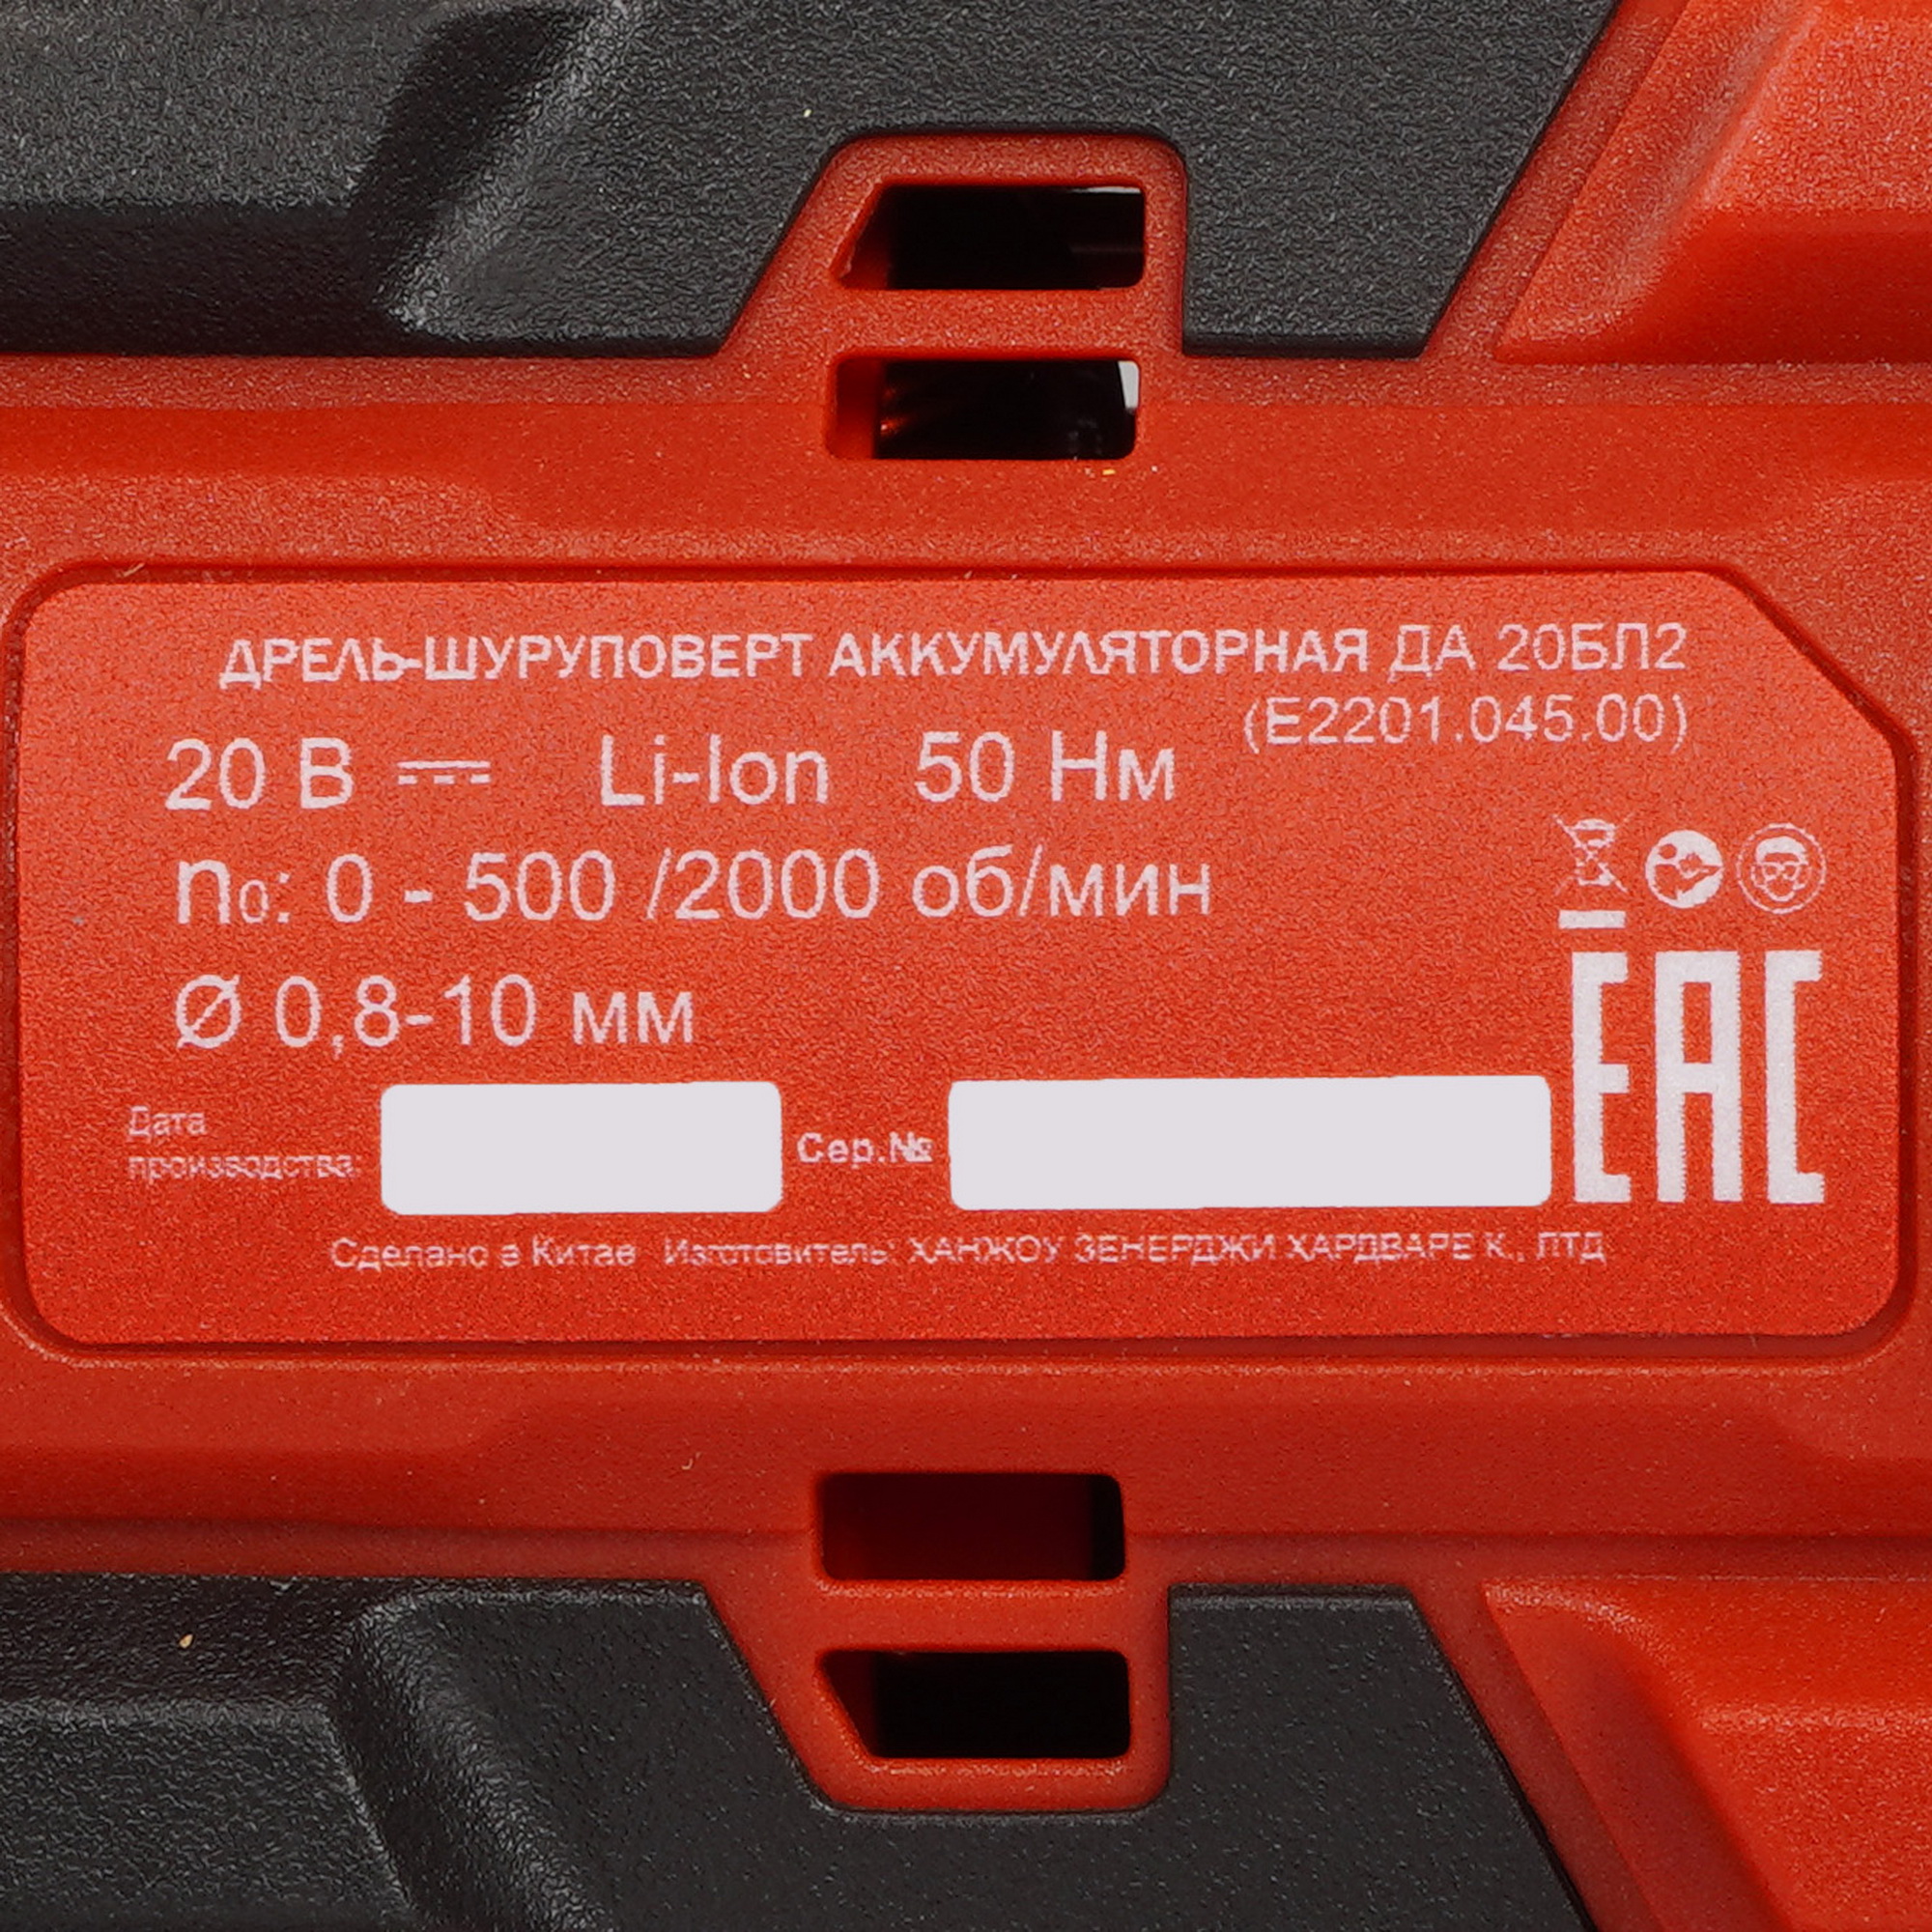 ДРЕЛЬ-ШУРУПОВЕРТ АККУМУЛЯТОРНАЯ ДА 20БЛ2
(E2201.045.00)
20 В Li-Ion 50 Нм
n0: 0 - 500 /2000 об/мин
Ø 0,8-10 мм
EAC
Дата
производства:
Сер.№
Сделано в Китае Изготовитель: ХАНЖОУ ЗЕНЕРДЖИ ХАРДВАРЕ К., ЛТД